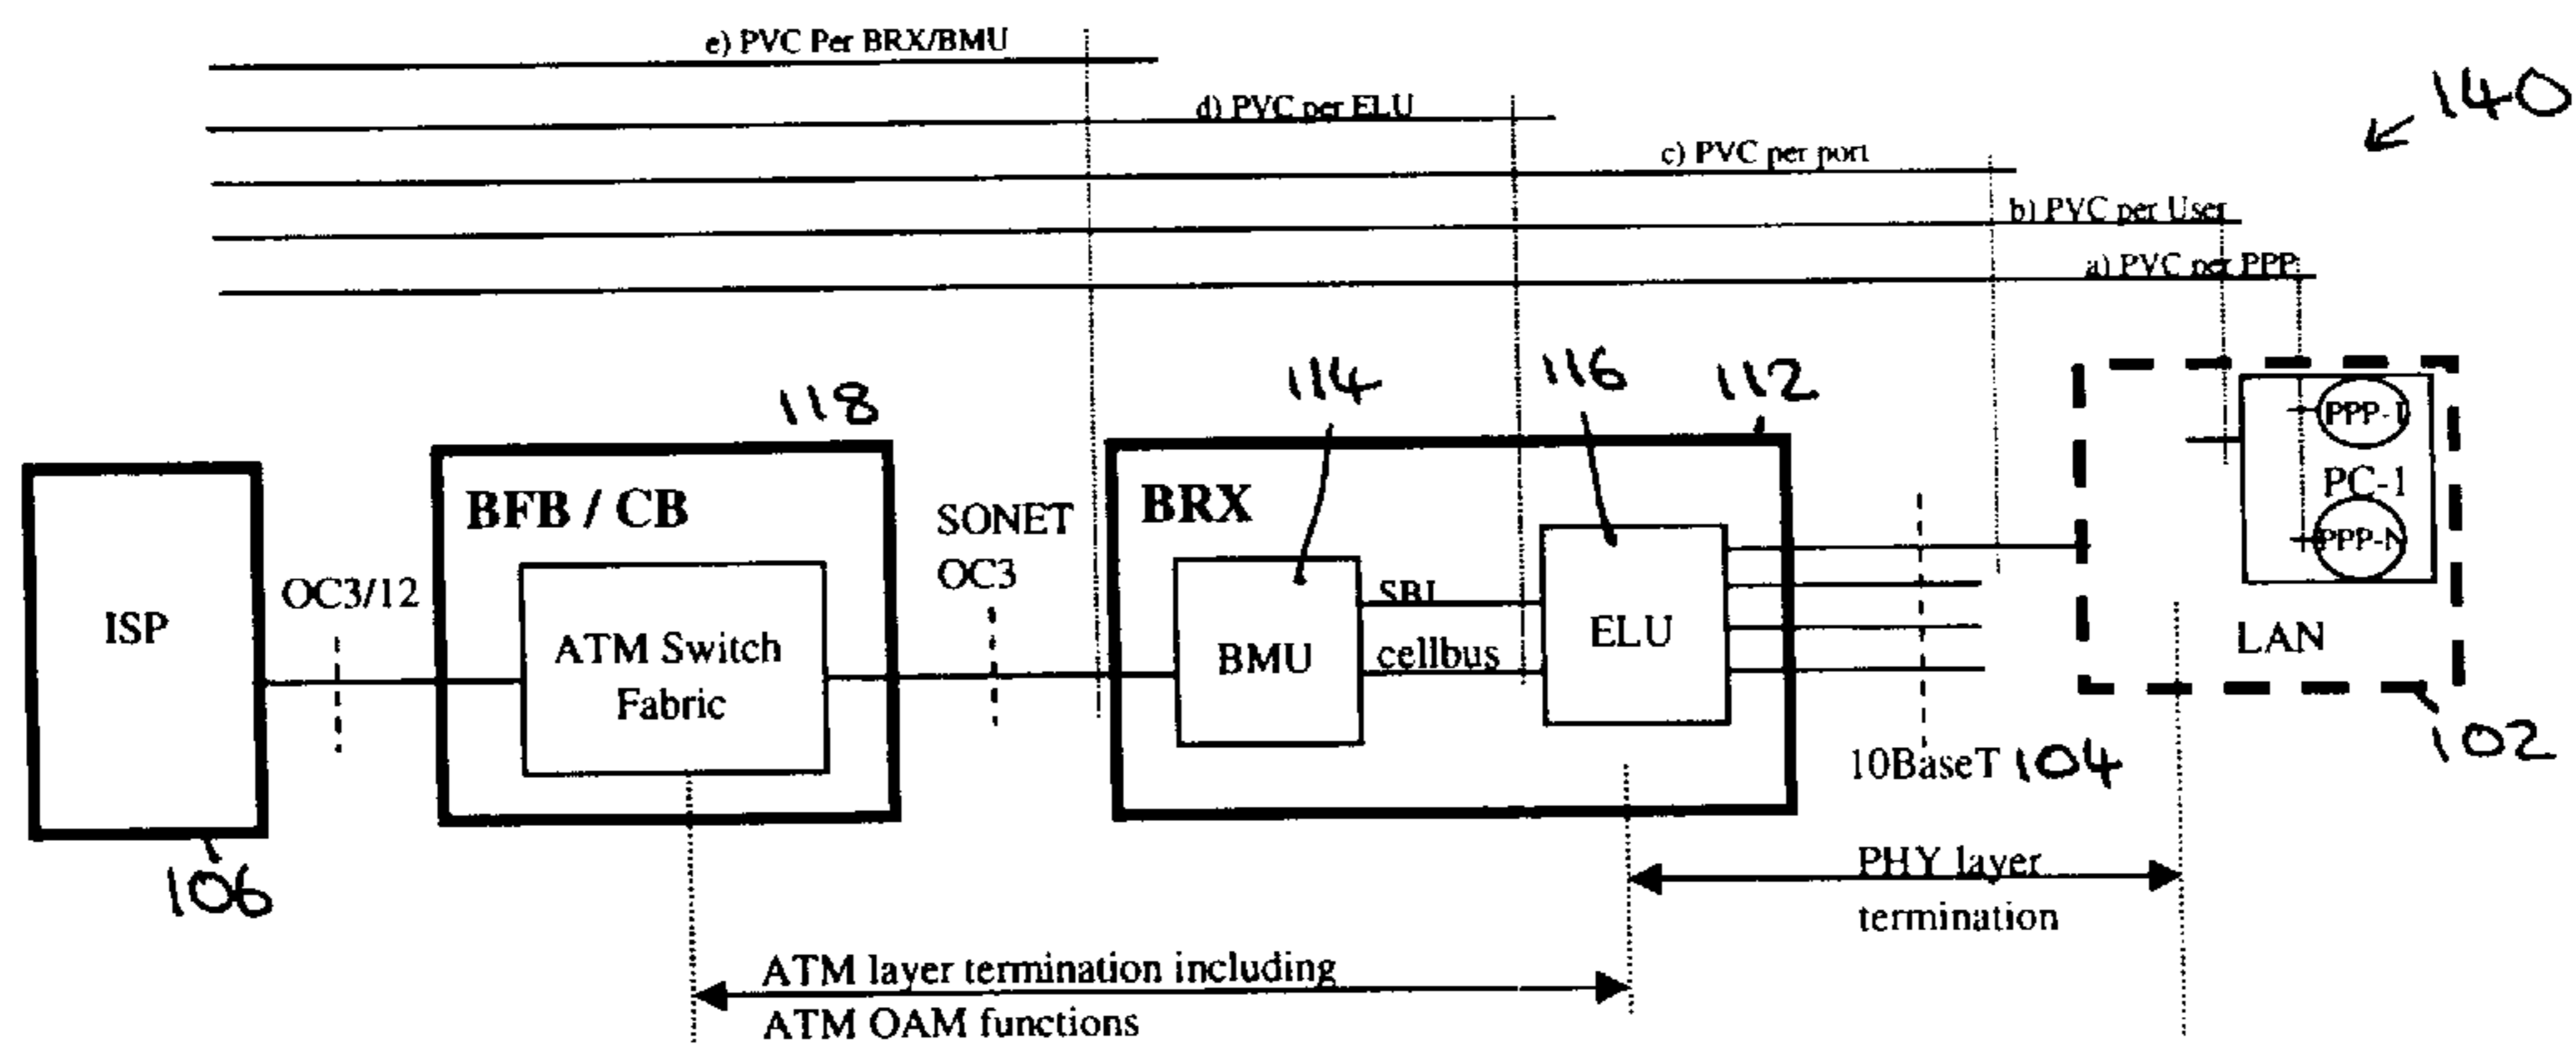 e) PVC Per BRX/BMU
d) PVC per ELU
140
c) PVC per port
b) PVC per User
a) PVC per PPP
118
114
116
112
PPP-1
PC-1
PPP-N
BFB / CB
SONET
OC3
BRX
OC3/12
ISP
ATM Switch
Fabric
SBI
BMU
cellbus
ELU
LAN
102
10BaseT 104
106
PHY layer
termination
ATM layer termination including
ATM OAM functions